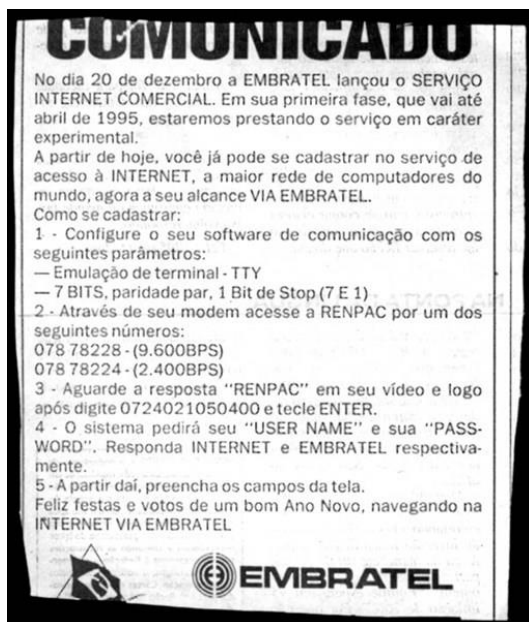 COMUNICADO
No dia 20 de dezembro a EMBRATEL lançou o SERVIÇO
INTERNET COMERCIAL. Em sua primeira fase, que vai até
abril de 1995, estaremos prestando o serviço em caráter
experimental.
A partir de hoje, você já pode se cadastrar no serviço de
acesso à INTERNET, a maior rede de computadores do
mundo, agora a seu alcance VIA EMBRATEL.
Como se cadastrar:
1 - Configure o seu software de comunicação com os
seguintes parâmetros:
— Emulação de terminal - TTY
— 7 BITS, paridade par, 1 Bit de Stop (7 E 1)
2 - Através de seu modem acesse a RENPAC por um dos
seguintes números:
078 78228 - (9.600BPS)
078 78224 - (2.400BPS)
3 - Aguarde a resposta "RENPAC" em seu vídeo e logo
após digite 0724021050400 e tecle ENTER.
4 - O sistema pedirá seu "USER NAME" e sua "PASS-
WORD". Responda INTERNET e EMBRATEL respectiva-
mente.
5 - A partir daí, preencha os campos da tela.
Feliz festas e votos de um bom Ano Novo, navegando na
INTERNET VIA EMBRATEL
EMBRATEL